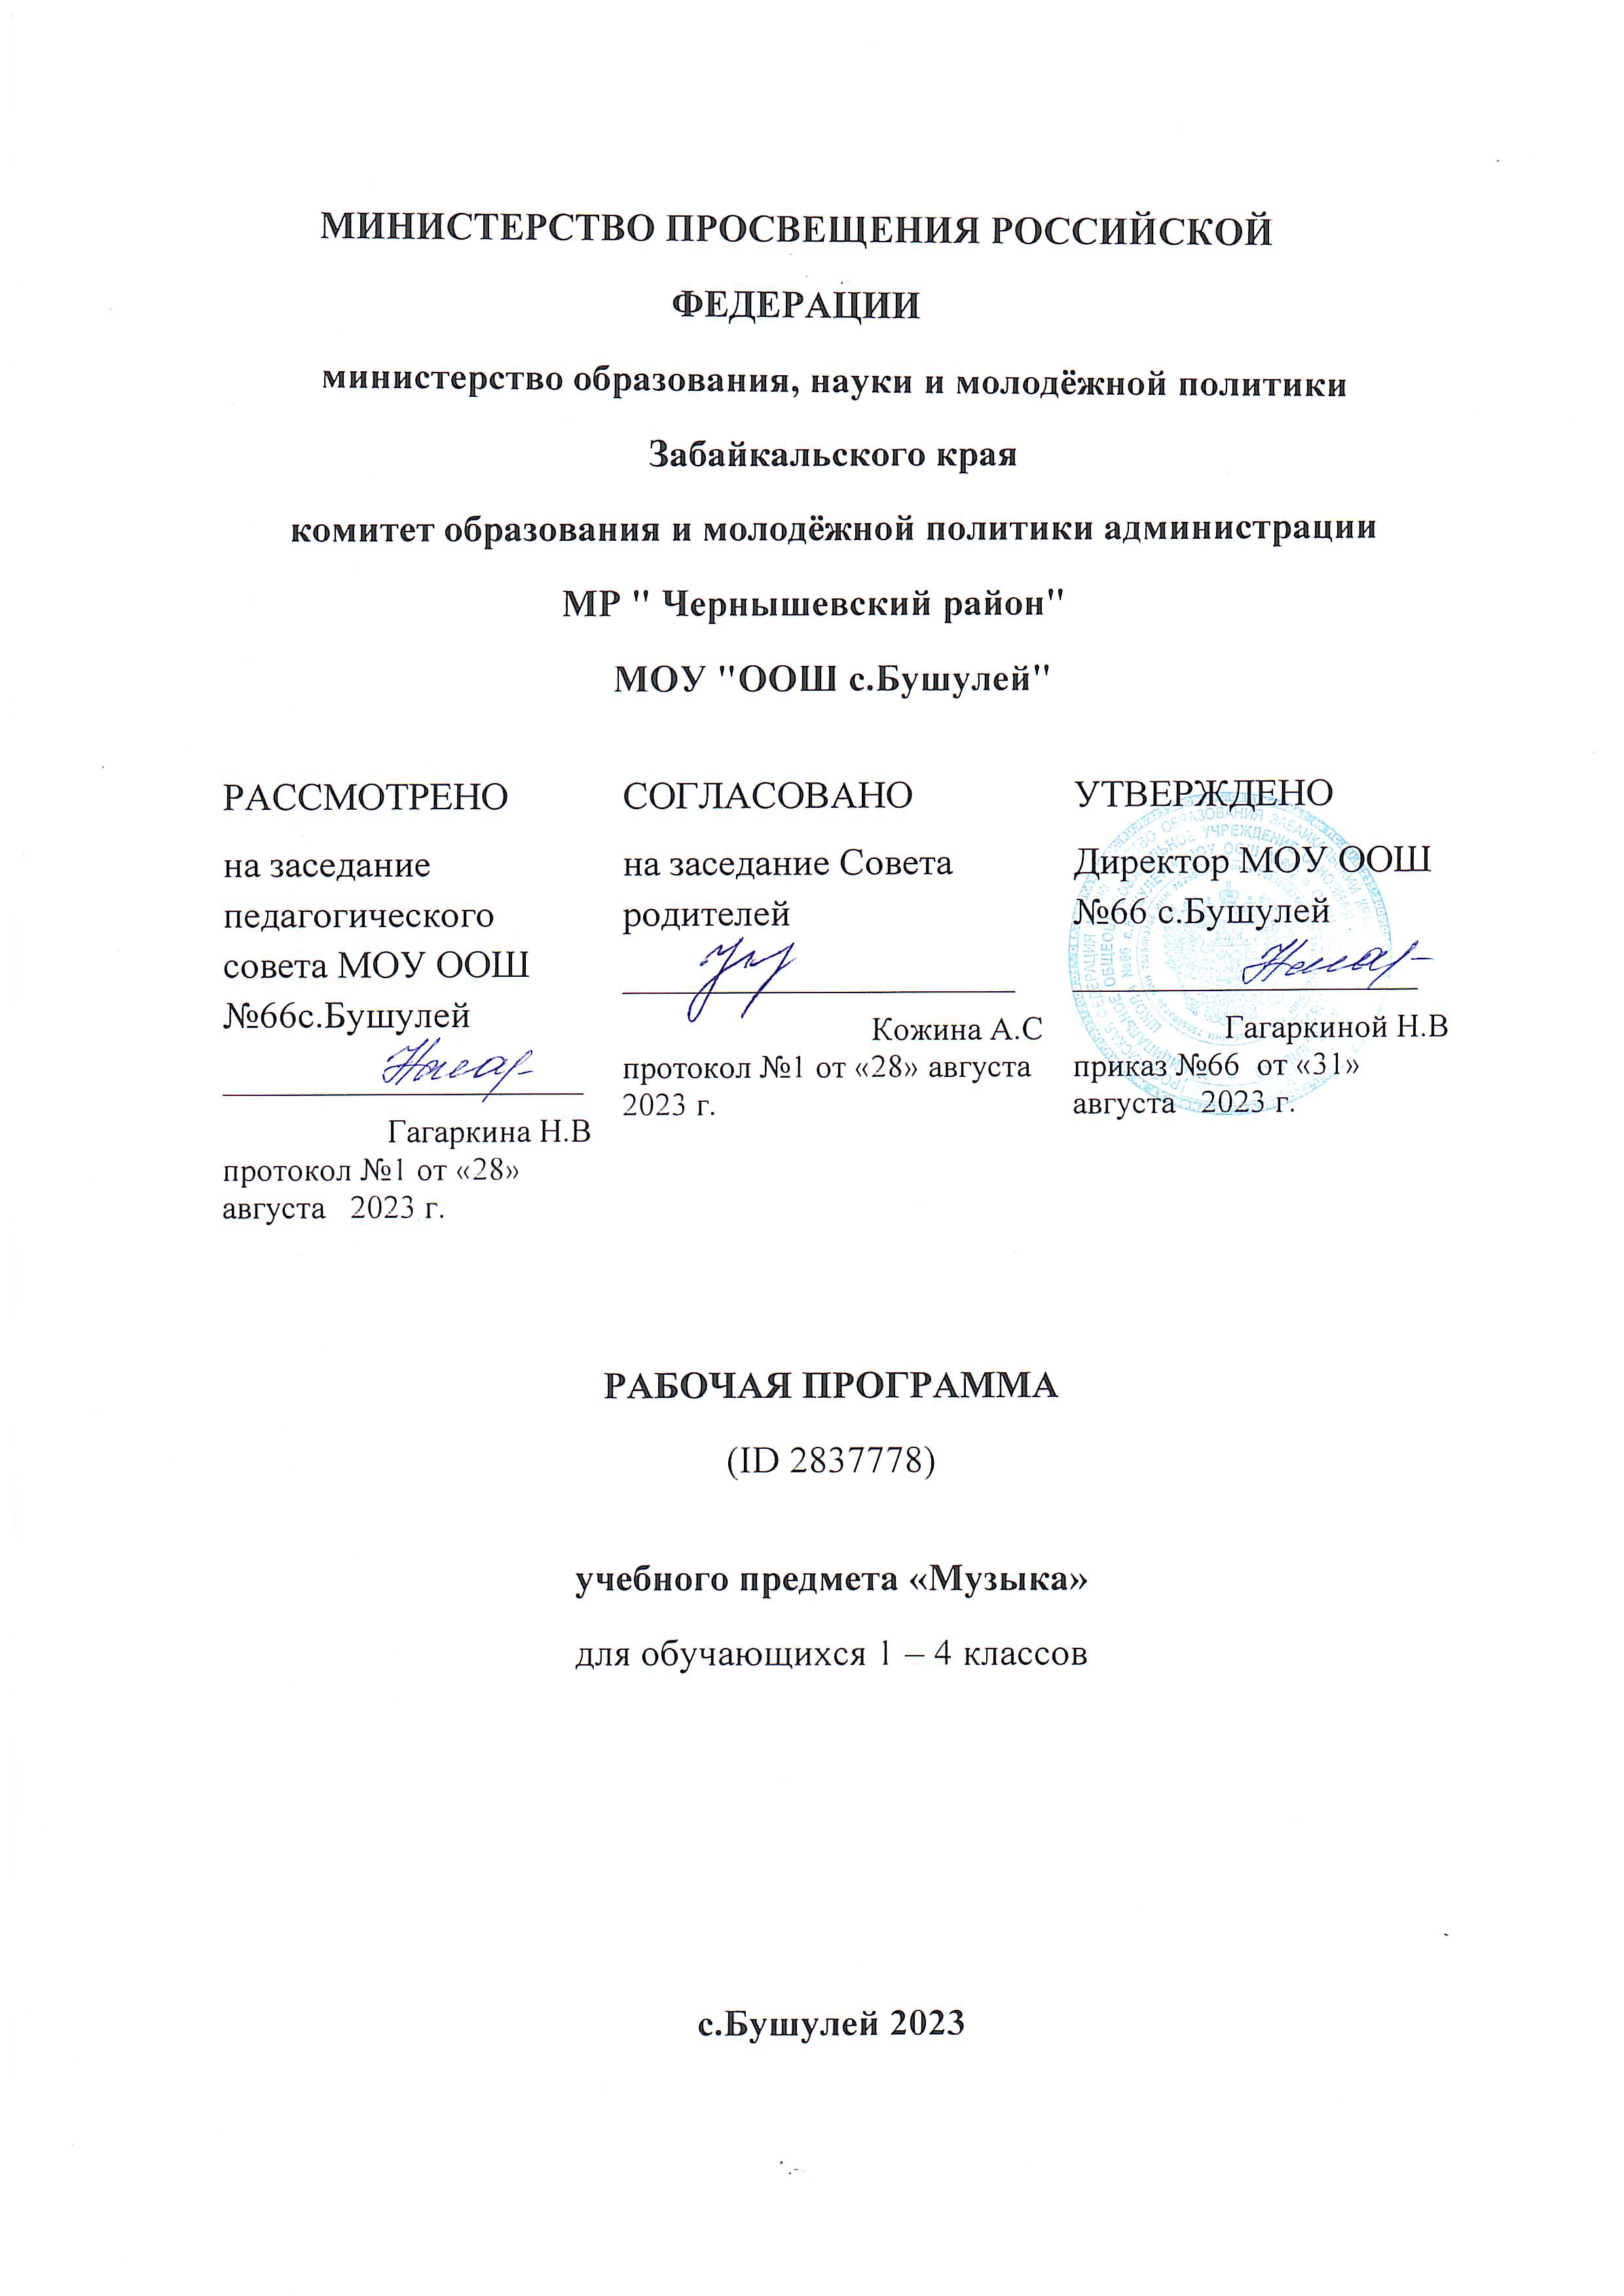 МИНИСТЕРСТВО ПРОСВЕЩЕНИЯ РОССИЙСКОЙ
ФЕДЕРАЦИИ
министерство образования, науки и молодёжной политики
Забайкальского края
комитет образования и молодёжной политики администрации
МР " Чернышевский район"
МОУ "ООШ с.Бушулей"
РАССМОТРЕНО
на заседание
педагогического
совета МОУ ООШ
№66с.Бушулей
Гагаркина Н.В
протокол №1 от «28»
августа 2023 г.
СОГЛАСОВАНО
на заседание Совета
родителей
Кожина А.С
протокол №1 от «28» августа
2023 г.
УТВЕРЖДЕНО
Директор МОУ ООШ
№66 с.Бушулей
Гагаркиной Н.В
приказ №66 от «31»
августа 2023 г.
РАБОЧАЯ ПРОГРАММА
(ID 2837778)
учебного предмета «Музыка»
для обучающихся 1 – 4 классов
с.Бушулей 2023